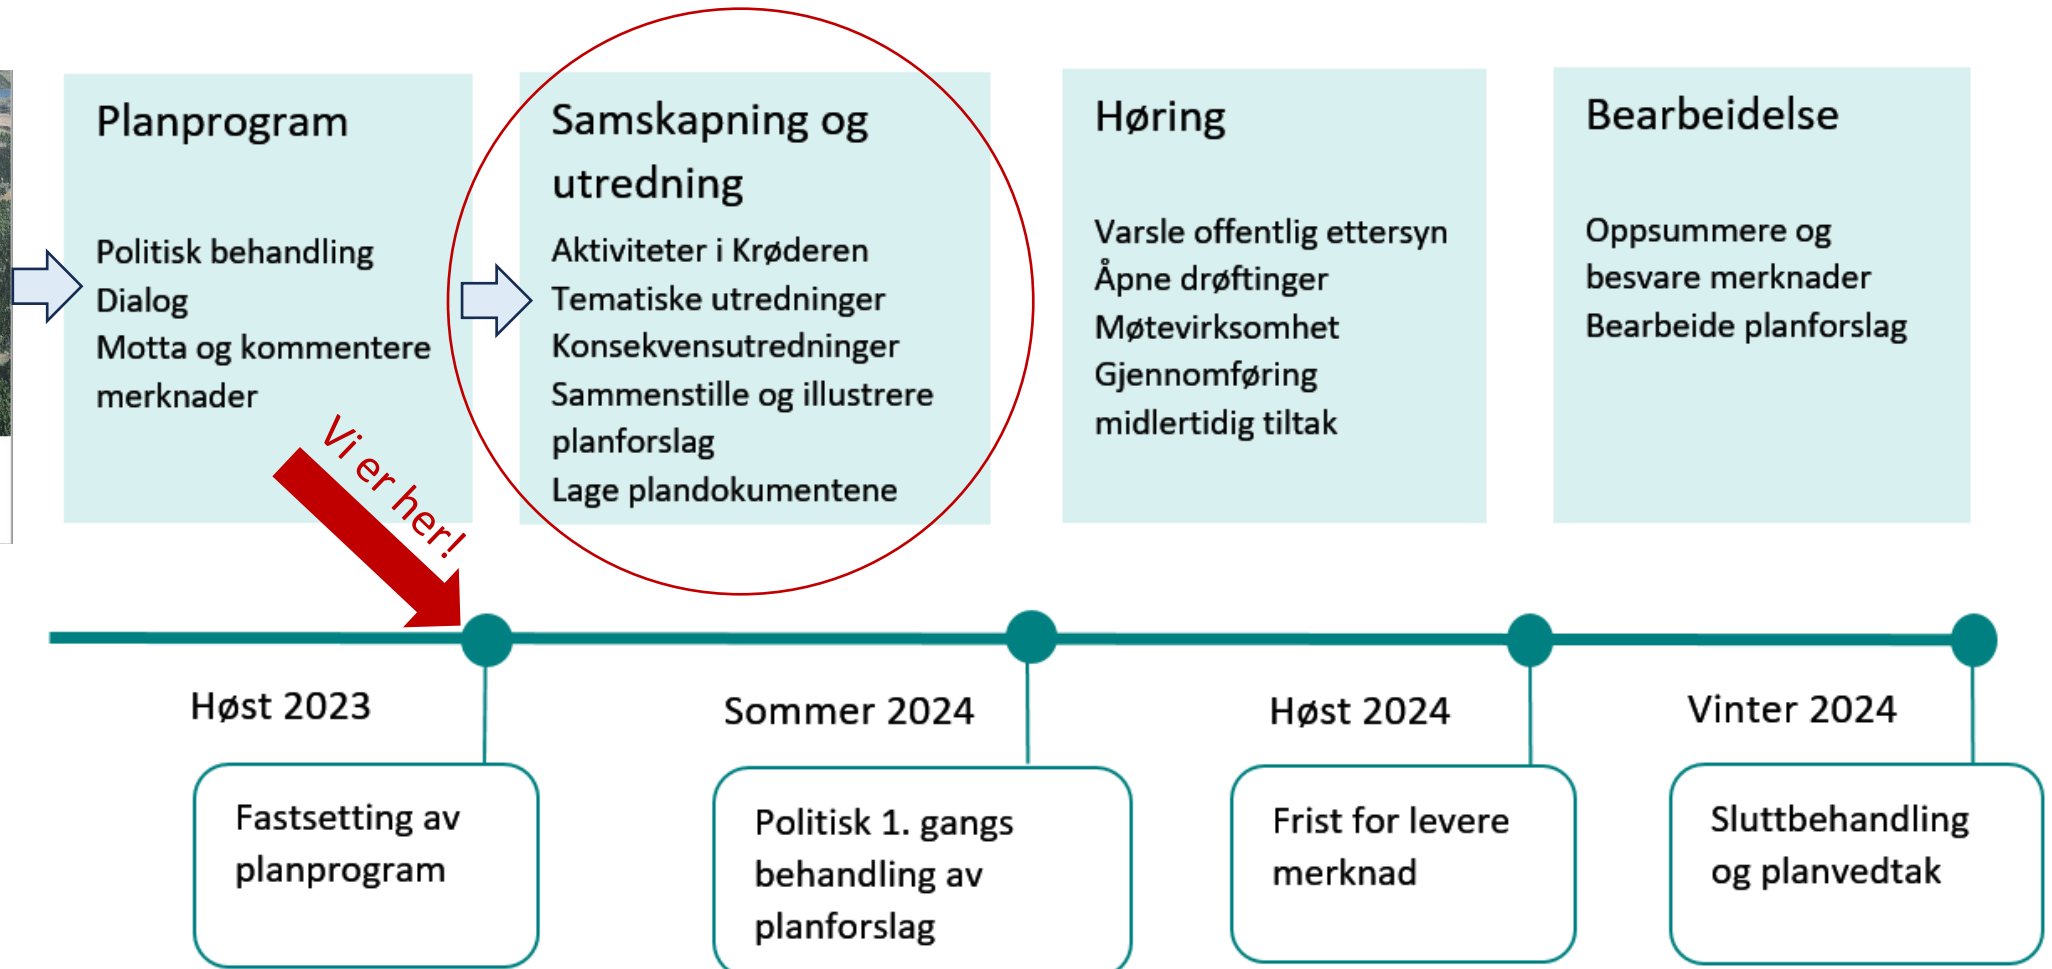 Planprogram
Politisk behandling
Dialog
Motta og kommentere
merknader
Samskapning og
utredning
Aktiviteter i Krøderen
Tematiske utredninger
Konsekvensutredninger
Sammenstille og illustrere
planforslag
Lage plandokumentene
Høring
Varsle offentlig ettersyn
Åpne drøftinger
Møtevirksomhet
Gjennomføring
midlertidig tiltak
Bearbeidelse
Oppsummere og
besvare merknader
Bearbeide planforslag
Vi er her!
Høst 2023
Fastsetting av
planprogram
Sommer 2024
Politisk 1. gangs
behandling av
planforslag
Høst 2024
Frist for levere
merknad
Vinter 2024
Sluttbehandling
og planvedtak